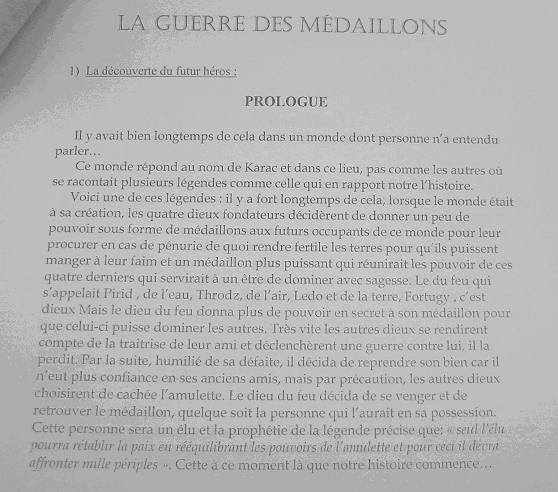 LA GUERRE DES MÉDAILLONS
1) La découverte du futur héros :
PROLOGUE
Il y avait bien longtemps de cela dans un monde dont personne n'a entendu
parler…
Ce monde répond au nom de Karac et dans ce lieu, pas comme les autres où
se racontait plusieurs légendes comme celle qui en rapport notre l'histoire.
Voici une de ces légendes : il y a fort longtemps de cela, lorsque le monde était
à sa création, les quatre dieux fondateurs décidèrent de donner un peu de
pouvoir sous forme de médaillons aux futurs occupants de ce monde pour leur
procurer en cas de pénurie de quoi rendre fertile les terres pour qu'ils puissent
manger à leur faim et un médaillon plus puissant qui réunirait les pouvoir de ces
quatre derniers qui servirait à un être de dominer avec sagesse. Le du feu qui
s'appelait Pirid , de l'eau, Throdz, de l'air, Ledo et de la terre, Fortugy , c'est
dieux Mais le dieu du feu donna plus de pouvoir en secret à son médaillon pour
que celui-ci puisse dominer les autres. Très vite les autres dieux se rendirent
compte de la traitrise de leur ami et déclenchèrent une guerre contre lui, il la
perdit. Par la suite, humilié de sa défaite, il décida de reprendre son bien car il
n'eut plus confiance en ses anciens amis, mais par précaution, les autres dieux
choisirent de cachée l'amulette. Le dieu du feu décida de se venger et de
retrouver le médaillon, quelque soit la personne qui l'aurait en sa possession.
Cette personne sera un élu et la prophétie de la légende précise que: « seul l'élu
pourra rétablir la paix en rééquilibrant les pouvoirs de l'amulette et pour ceci il devra
affronter mille périples ». Cette à ce moment là que notre histoire commence…